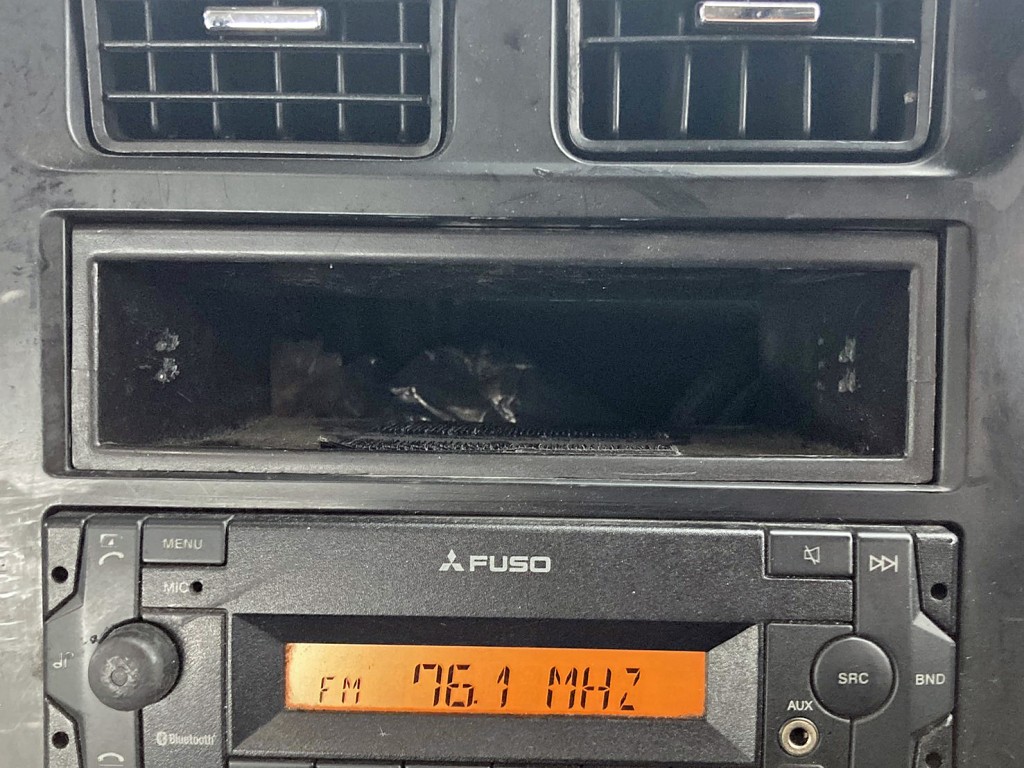 MENU
FUSO
MIC
FM 76.1 MHZ
SRC
BND
AUX
Bluetooth